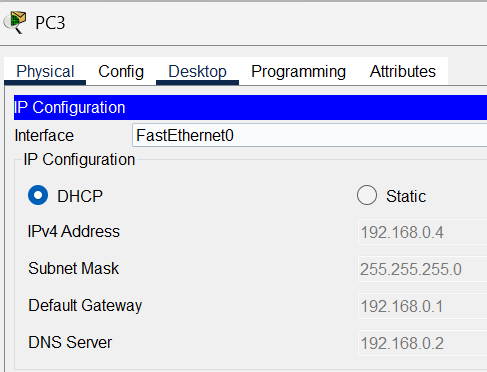 PC3
Physical Config Desktop Programming Attributes
IP Configuration
Interface FastEthernet0
IP Configuration
DHCP Static
IPv4 Address 192.168.0.4
Subnet Mask 255.255.255.0
Default Gateway 192.168.0.1
DNS Server 192.168.0.2